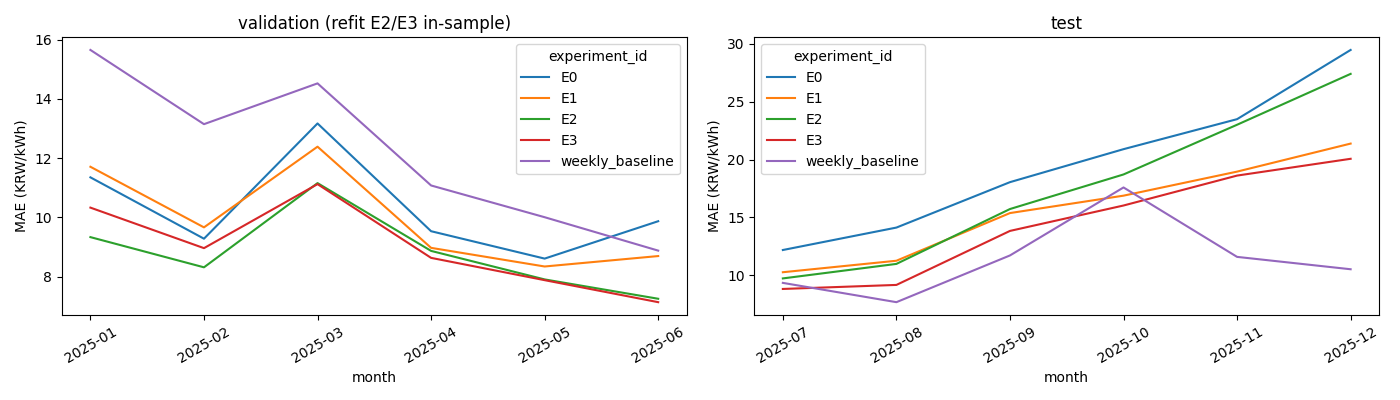 validation (refit E2/E3 in-sample)
MAE (KRW/kWh)
16
14
12
10
8
experiment_id
E0
E1
E2
E3
weekly_baseline
2025-01
2025-02
2025-03
2025-04
2025-05
2025-06
month
test
MAE (KRW/kWh)
30
25
20
15
10
experiment_id
E0
E1
E2
E3
weekly_baseline
2025-07
2025-08
2025-09
2025-10
2025-11
2025-12
month